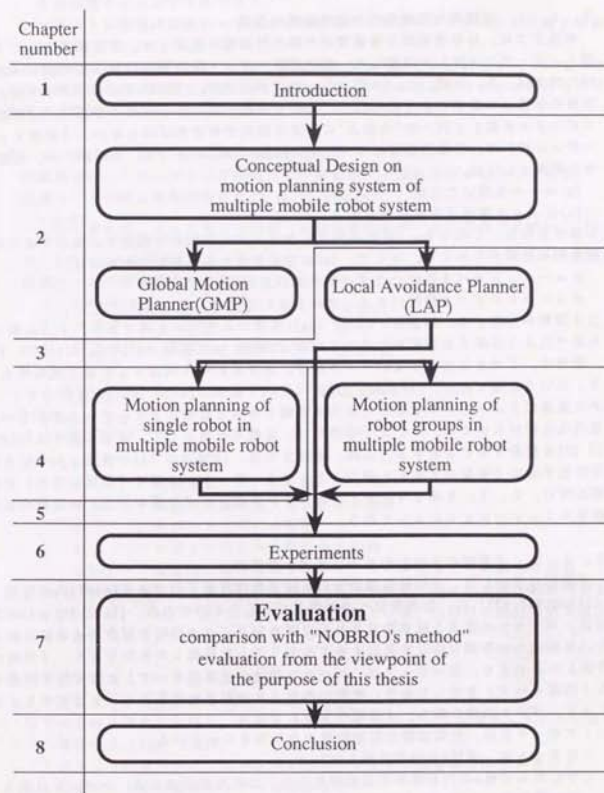 Chapter
number
1
Introduction
Conceptual Design on
motion planning system of
multiple mobile robot system
2
Global Motion
Planner(GMP)
Local Avoidance Planner
(LAP)
3
Motion planning of
single robot in
multiple mobile robot
system
Motion planning of
robot groups in
multiple mobile robot
system
4
5
6
Experiments
Evaluation
7
comparison with "NOBRIO's method"
evaluation from the viewpoint
of the purpose of this thesis
8
Conclusion